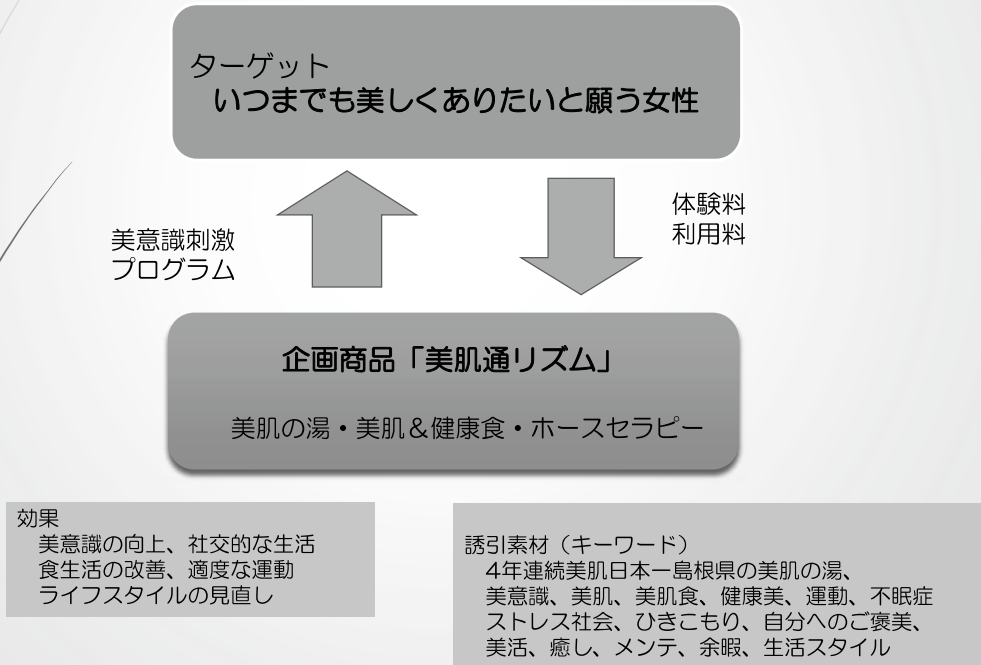 ターゲット
いつまでも美しくありたいと願う女性
美意識刺激
プログラム
体験料
利用料
企画商品「美肌通リズム」
美肌の湯・美肌＆健康食・ホースセラピー
効果
美意識の向上、社交的な生活
食生活の改善、適度な運動
ライフスタイルの見直し
誘引素材（キーワード）
4年連続美肌日本一島根県の美肌の湯、
美意識、美肌、美肌食、健康美、運動、不眠症
ストレス社会、ひきこもり、自分へのご褒美、
美活、癒し、メンテ、余暇、生活スタイル